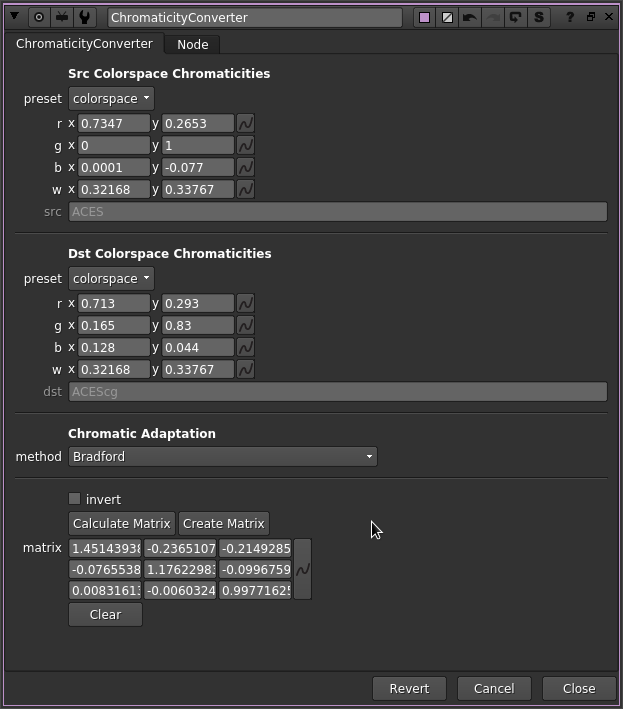 ChromaticityConverter
S ? ×
ChromaticityConverter Node
Src Colorspace Chromaticities
preset colorspace
r x 0.7347 y 0.2653
g x 0 y 1
b x 0.0001 y -0.077
w x 0.32168 y 0.33767
src ACES
Dst Colorspace Chromaticities
preset colorspace
r x 0.713 y 0.293
g x 0.165 y 0.83
b x 0.128 y 0.044
w x 0.32168 y 0.33767
dst ACEScg
Chromatic Adaptation
method Bradford
invert
Calculate Matrix Create Matrix
matrix 1.4514393 -0.2365107 -0.2149285
-0.0765538 1.1762298 -0.0996759
0.0083161 -0.0060324 0.9977162
Clear
Revert Cancel Close